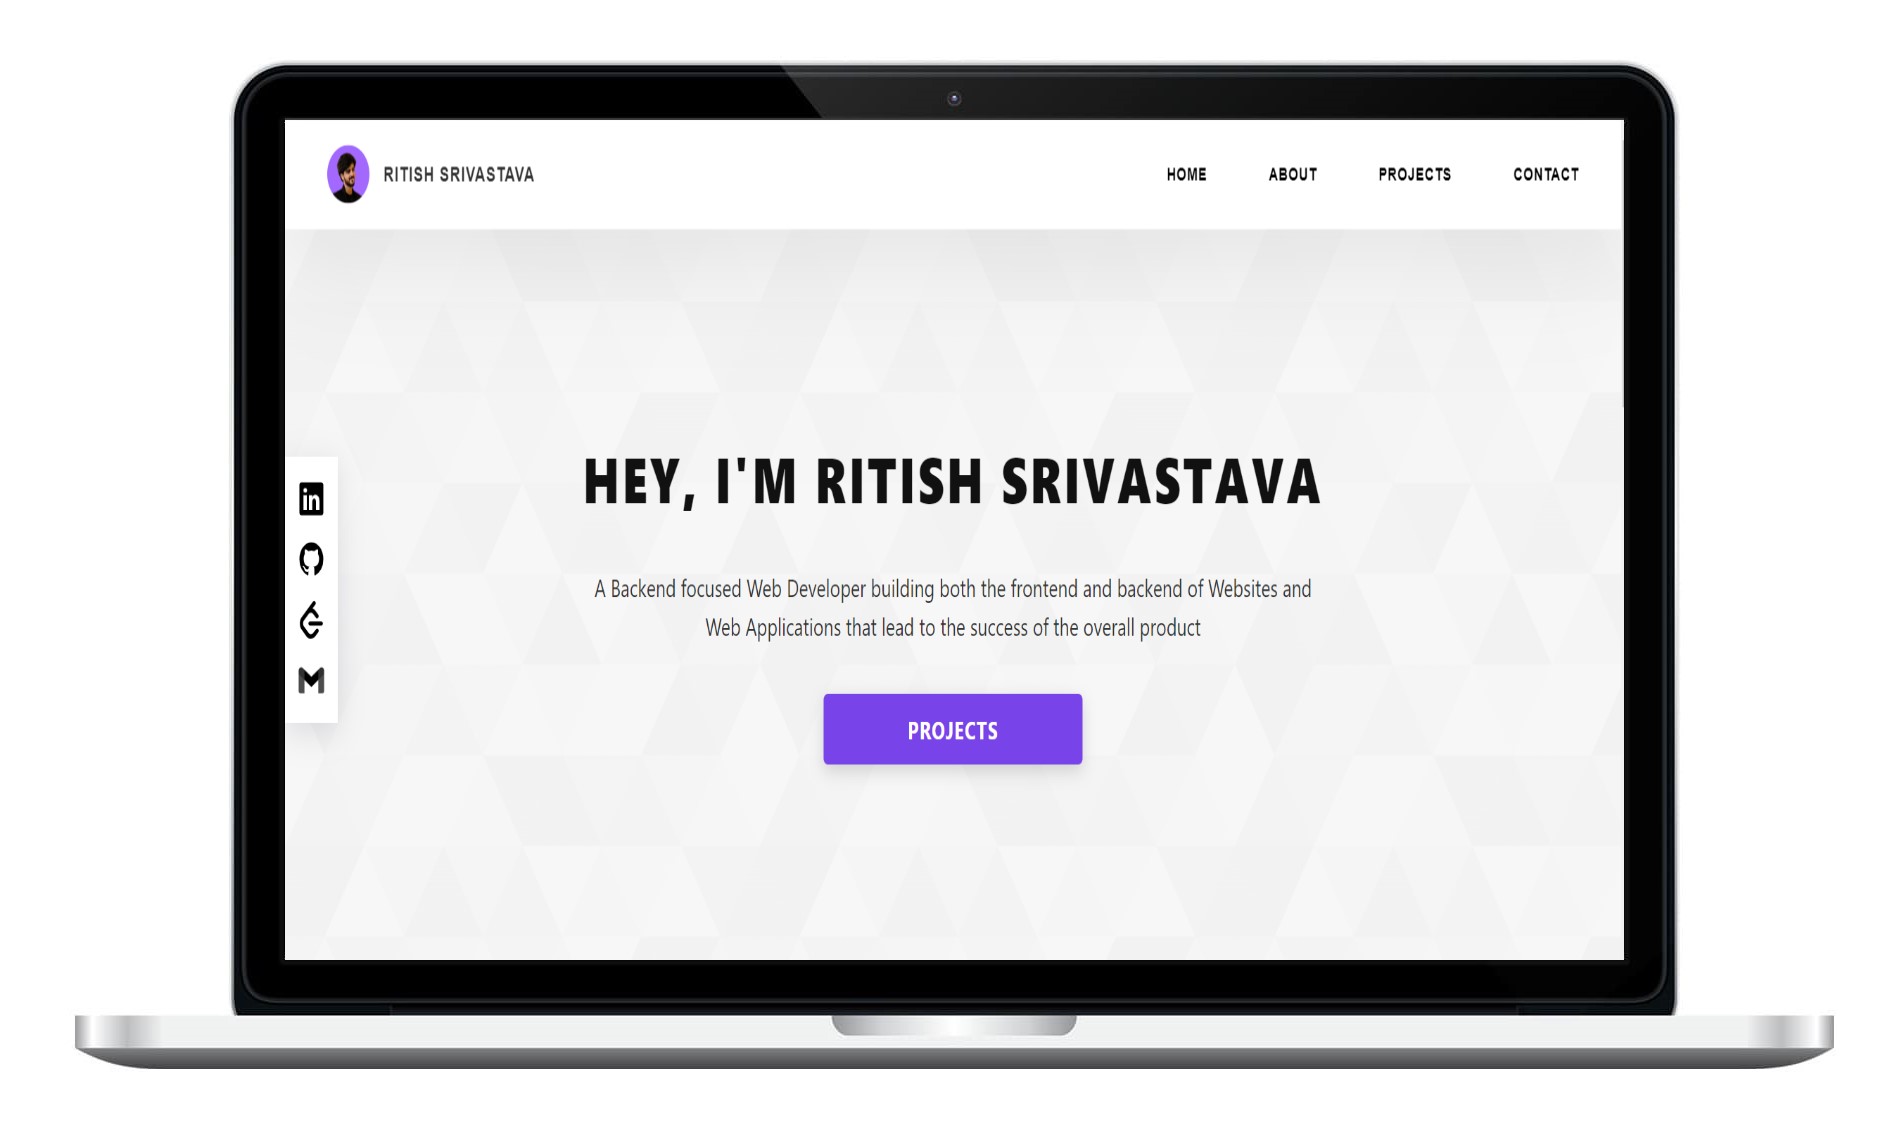 RITISH SRIVASTAVA
HOME ABOUT PROJECTS CONTACT
in
HEY, I'M RITISH SRIVASTAVA
A Backend focused Web Developer building both the frontend and backend of Websites and
Web Applications that lead to the success of the overall product
PROJECTS